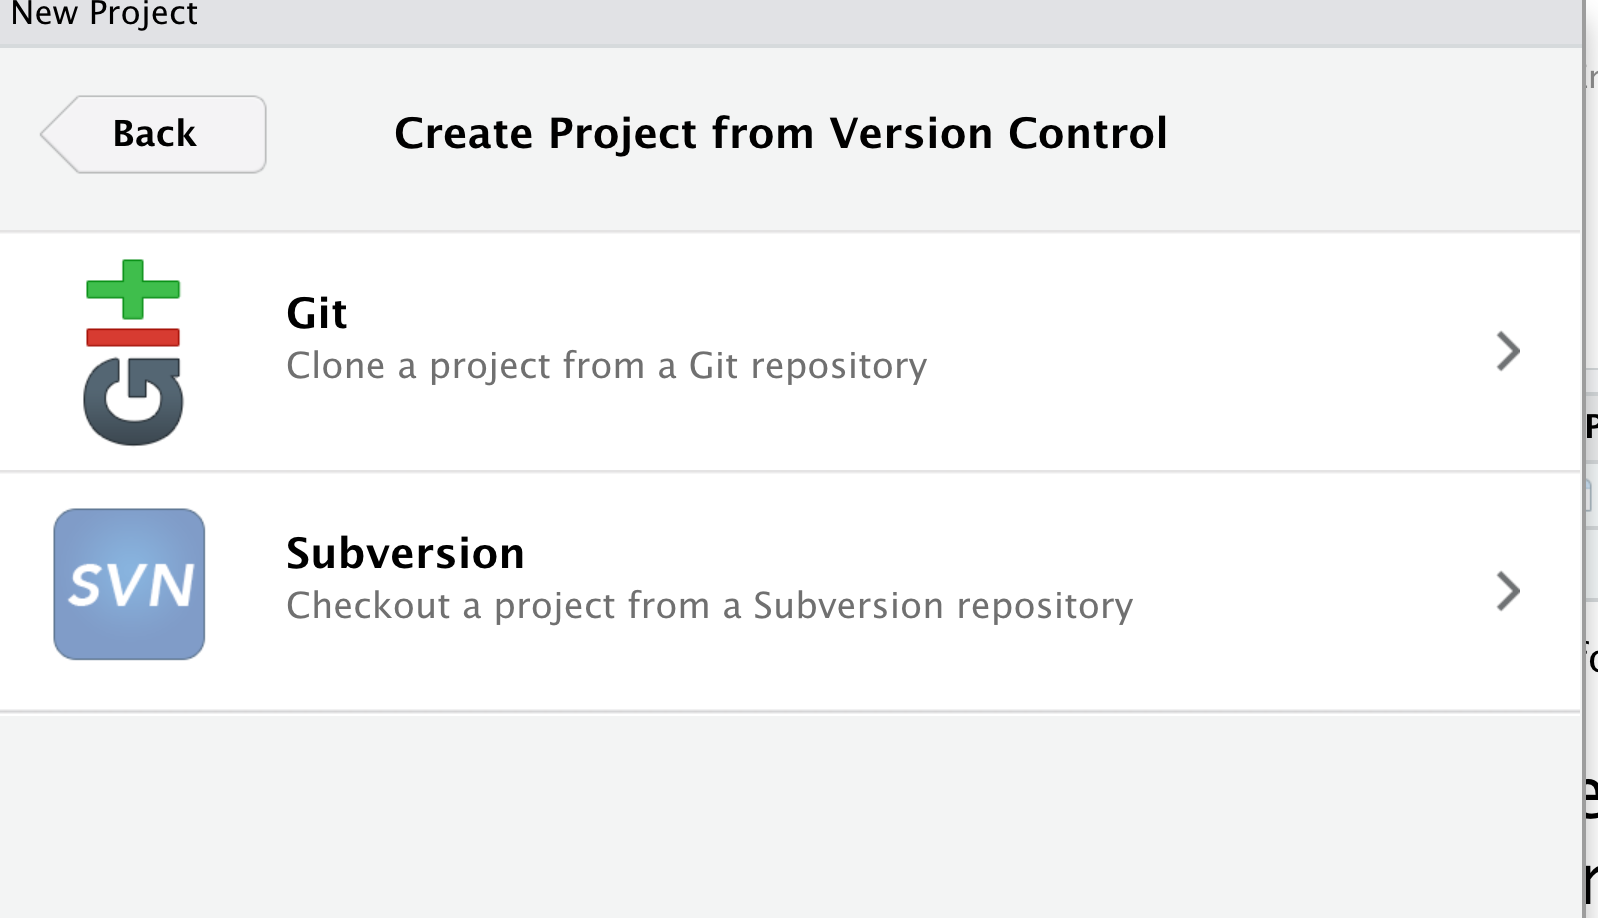 New Project
Back
Create Project from Version Control
Git
Git
Clone a project from a Git repository
SVN
Subversion
Checkout a project from a Subversion repository